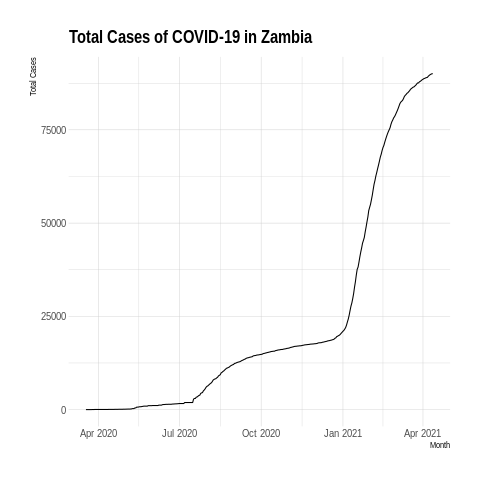 Total Cases of COVID-19 in Zambia
Total Cases
75000
50000
25000
0
Apr 2020 Jul 2020 Oct 2020 Jan 2021 Apr 2021
Month